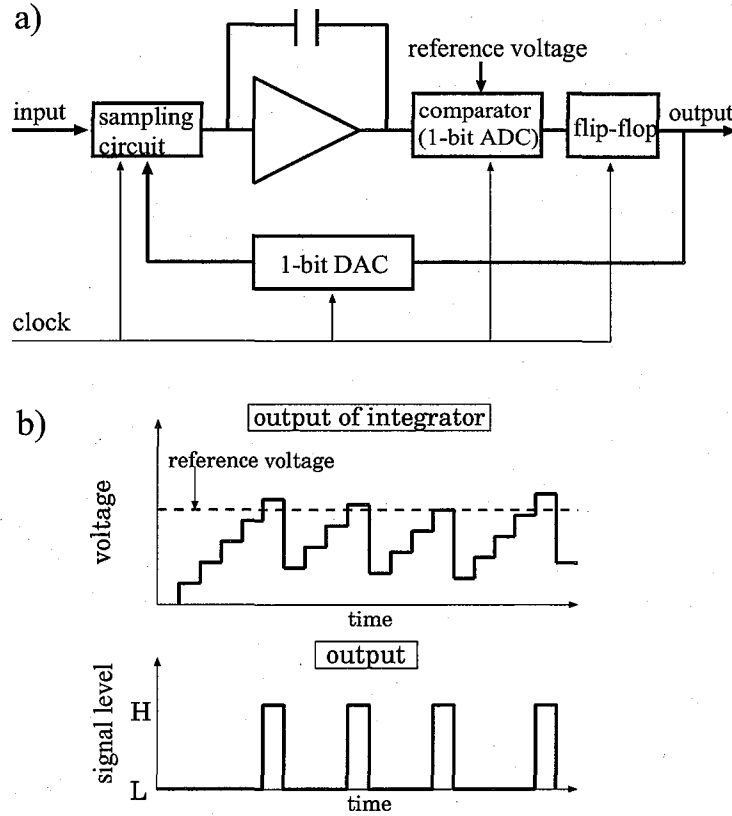 a)
reference voltage
input
sampling
circuit
comparator
(1-bit ADC)
flip-flop
output
1-bit DAC
clock
b)
output of integrator
reference voltage
voltage
time
output
signal level
H
L
time